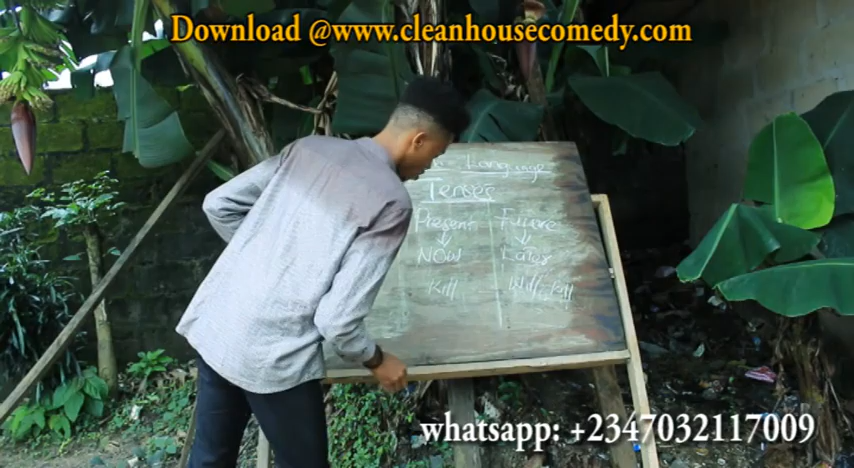 Download @www.cleanhousecomedy.com
Language
Tenses
Present Future
Now Later
Kill Will kill
whatsapp: +2347032117009